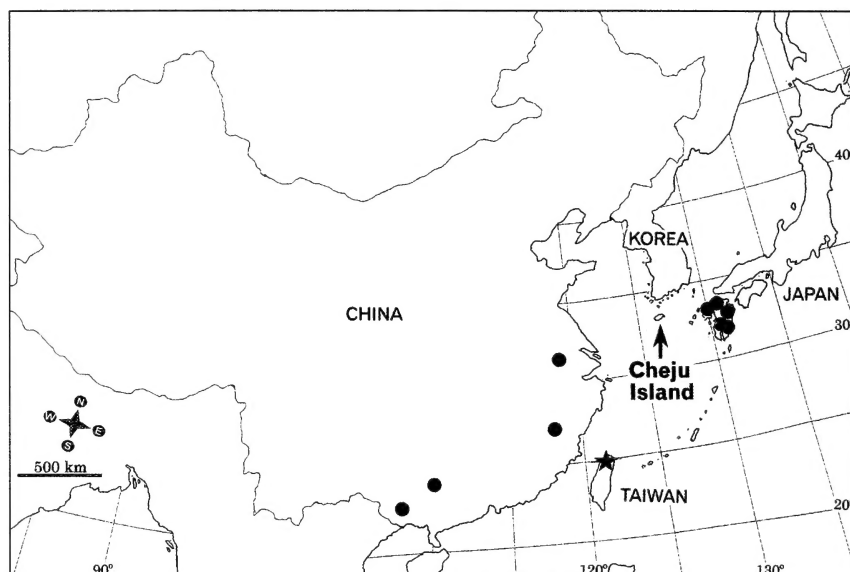 KOREA
40
CHINA
JAPAN
30
Cheju
Island
N
W
E
S
500 km
TAIWAN
20
90°
120°
130°